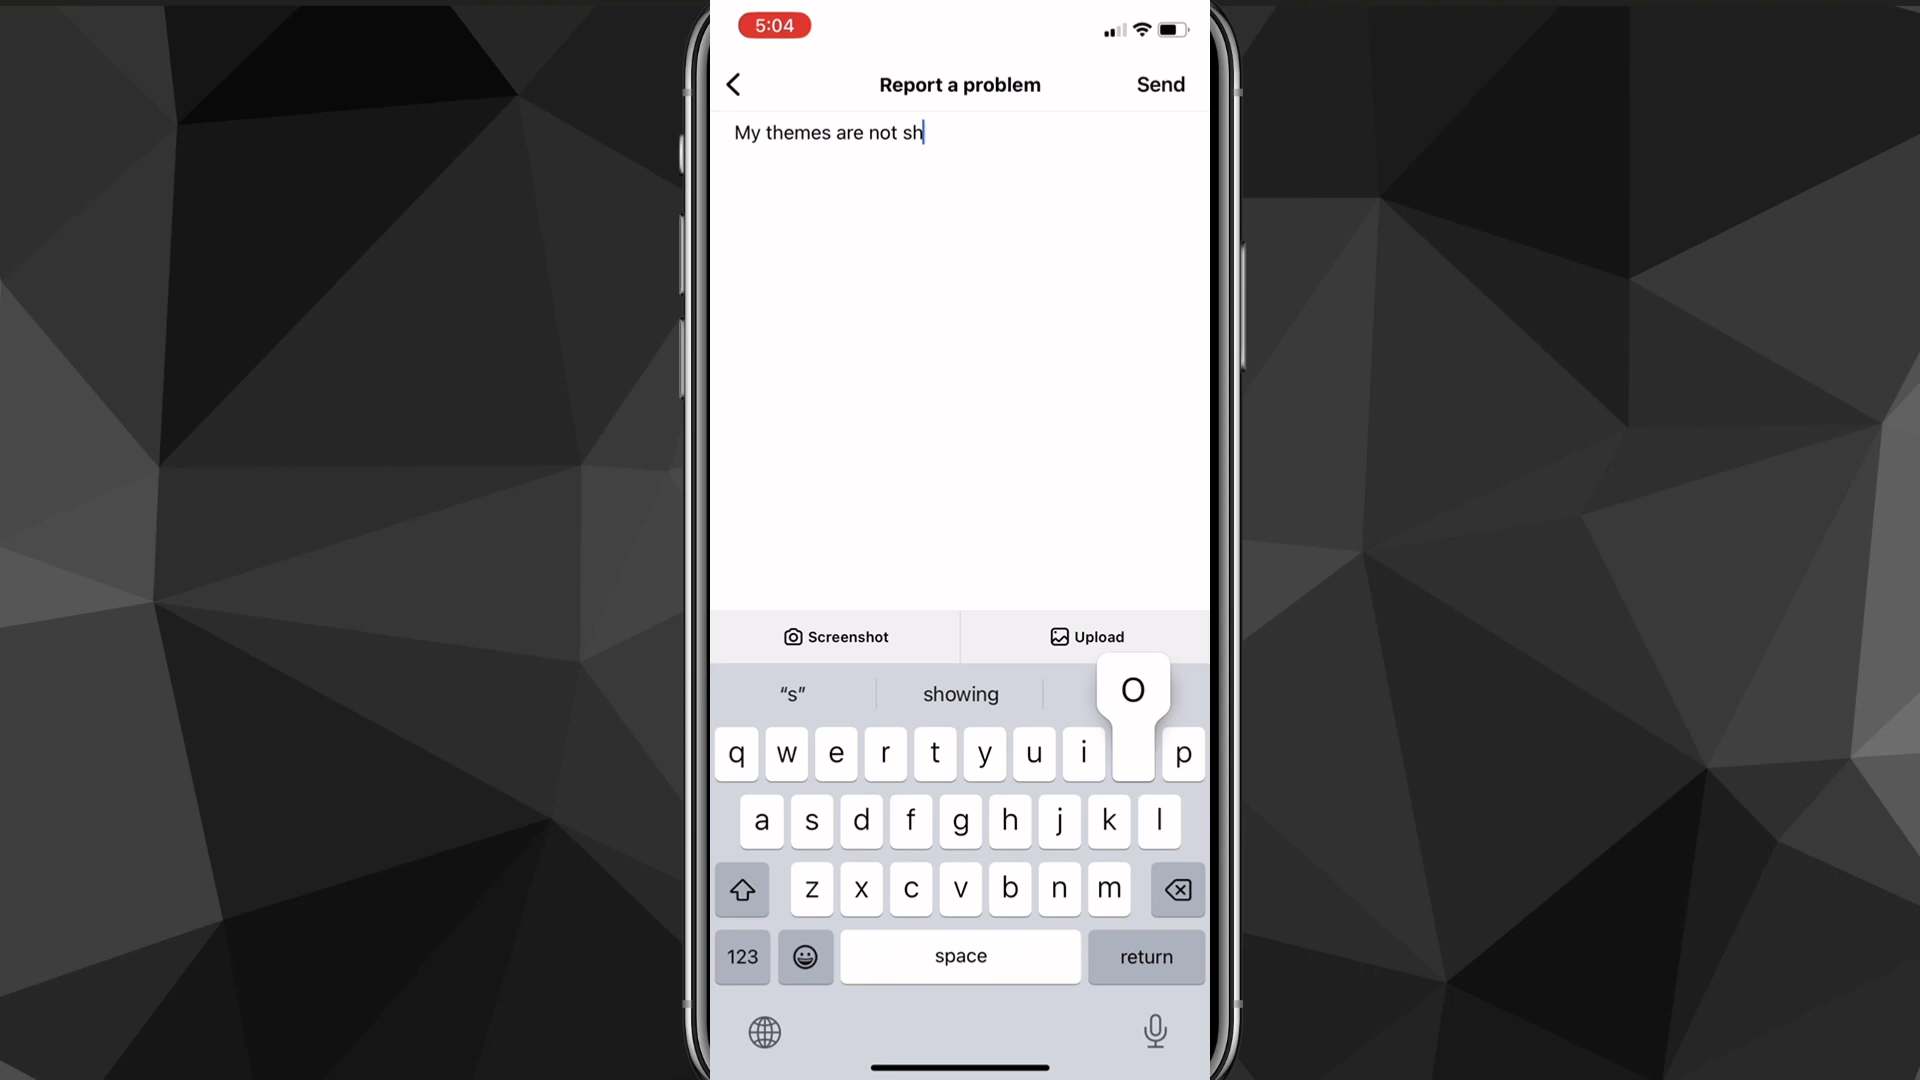 5:04
Report a problem
Send
My themes are not sh
Screenshot
Upload
“s”
showing
O
q w e r t y u i p
a s d f g h j k l
z x c v b n m
123
space
return